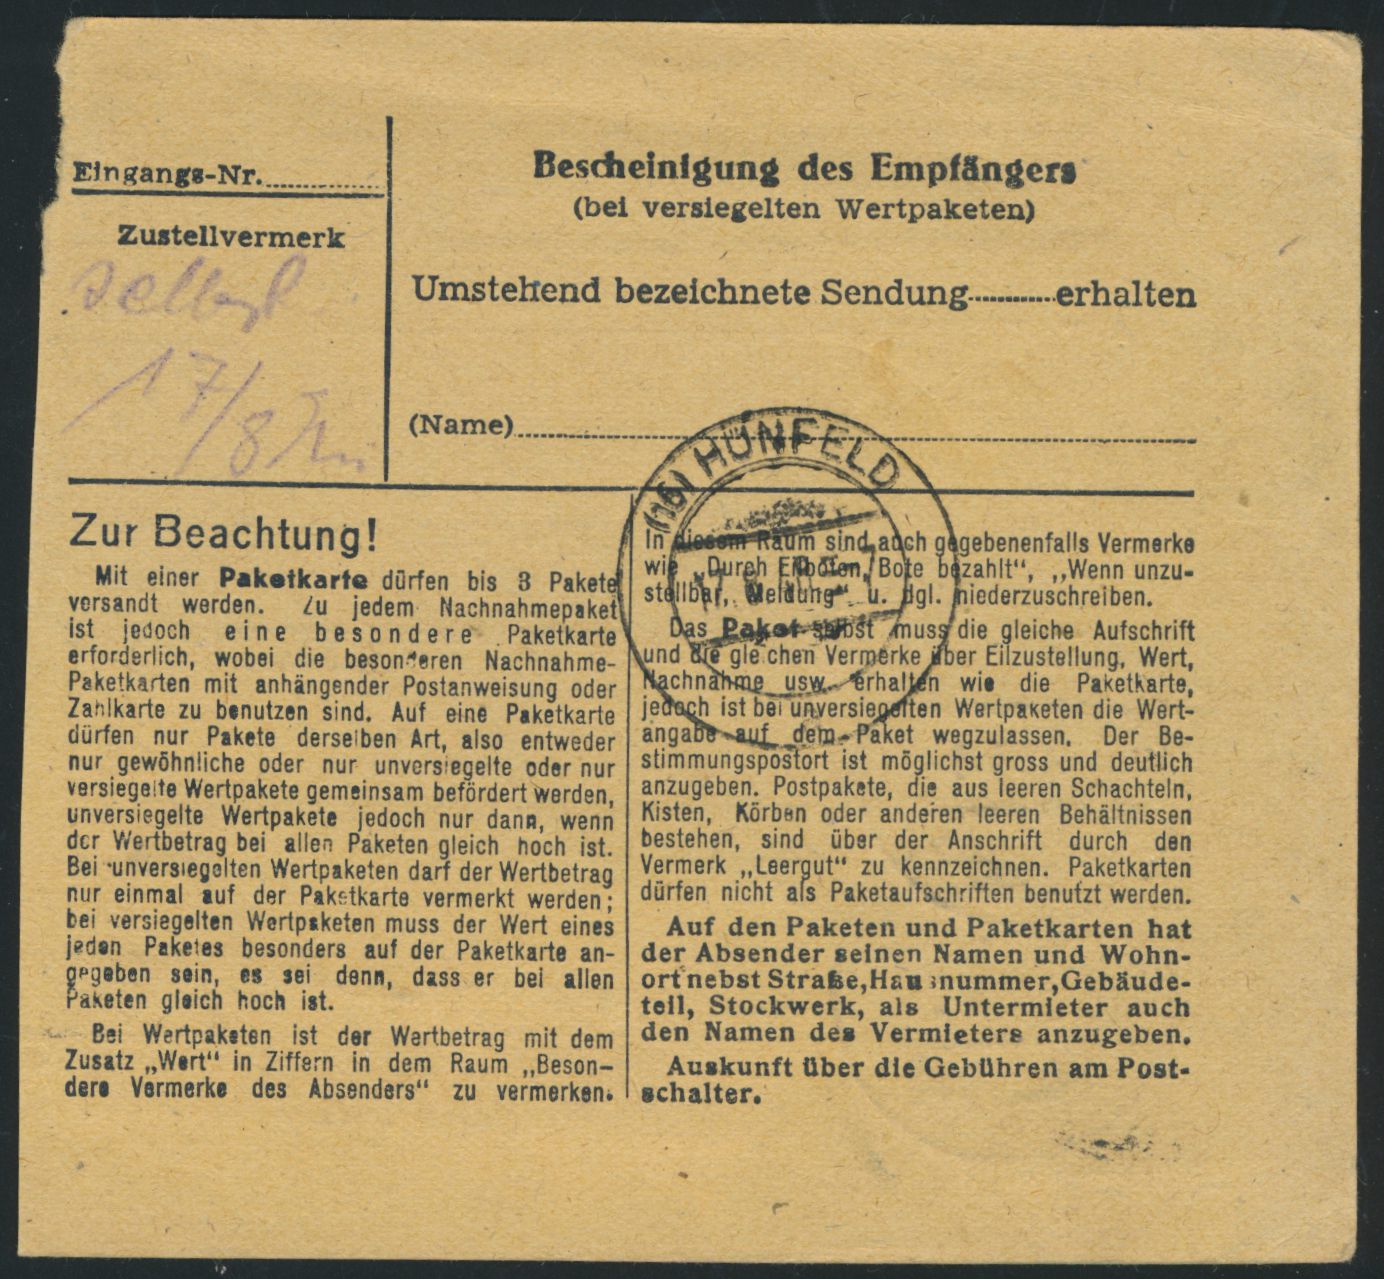 Eingangs-Nr.
Zustellvermerk
selbst
17/8
Bescheinigung des Empfängers
(bei versiegelten Wertpaketen)
Umstehend bezeichnete Sendung............erhalten
(Name)
(16) HÜNFELD
Zur Beachtung!
Mit einer Paketkarte dürfen bis 3 Pakete
versandt werden. Zu jedem Nachnahmepaket
ist jedoch eine besondere Paketkarte
erforderlich, wobei die besonderen Nachnahme-
Paketkarten mit anhängender Postanweisung oder
Zahlkarte zu benutzen sind. Auf eine Paketkarte
dürfen nur Pakete derselben Art, also entweder
nur gewöhnliche oder nur unversiegelte oder nur
versiegelte Wertpakete gemeinsam befördert werden,
unversiegelte Wertpakete jedoch nur dann, wenn
der Wertbetrag bei allen Paketen gleich hoch ist.
Bei unversiegelten Wertpaketen darf der Wertbetrag
nur einmal auf der Paketkarte vermerkt werden;
bei versiegelten Wertpaketen muss der Wert eines
jeden Paketes besonders auf der Paketkarte an-
gegeben sein, es sei denn, dass er bei allen
Paketen gleich hoch ist.
Bei Wertpaketen ist der Wertbetrag mit dem
Zusatz „Wert“ in Ziffern in dem Raum „Beson-
dere Vermerke des Absenders“ zu vermerken.
In diesem Raum sind auch gegebenenfalls Vermerke
wie „Durch Eilboten, Bote bezahlt“, „Wenn unzu-
stellbar, Meldung“ u. dgl. niederzuschreiben.
Das Paket selbst muss die gleiche Aufschrift
und die gleichen Vermerke über Eilzustellung, Wert,
Nachnahme usw. erhalten wie die Paketkarte,
jedoch ist bei unversiegelten Wertpaketen die Wert-
angabe auf dem Paket wegzulassen. Der Be-
stimmungspostort ist möglichst gross und deutlich
anzugeben. Postpakete, die aus leeren Schachteln,
Kisten, Körben oder anderen leeren Behältnissen
bestehen, sind über der Anschrift durch den
Vermerk „Leergut“ zu kennzeichnen. Paketkarten
dürfen nicht als Paketaufschriften benutzt werden.
Auf den Paketen und Paketkarten hat
der Absender seinen Namen und Wohn-
ort nebst Straße, Hausnummer, Gebäude-
teil, Stockwerk, als Untermieter auch
den Namen des Vermieters anzugeben.
Auskunft über die Gebühren am Post-
schalter.